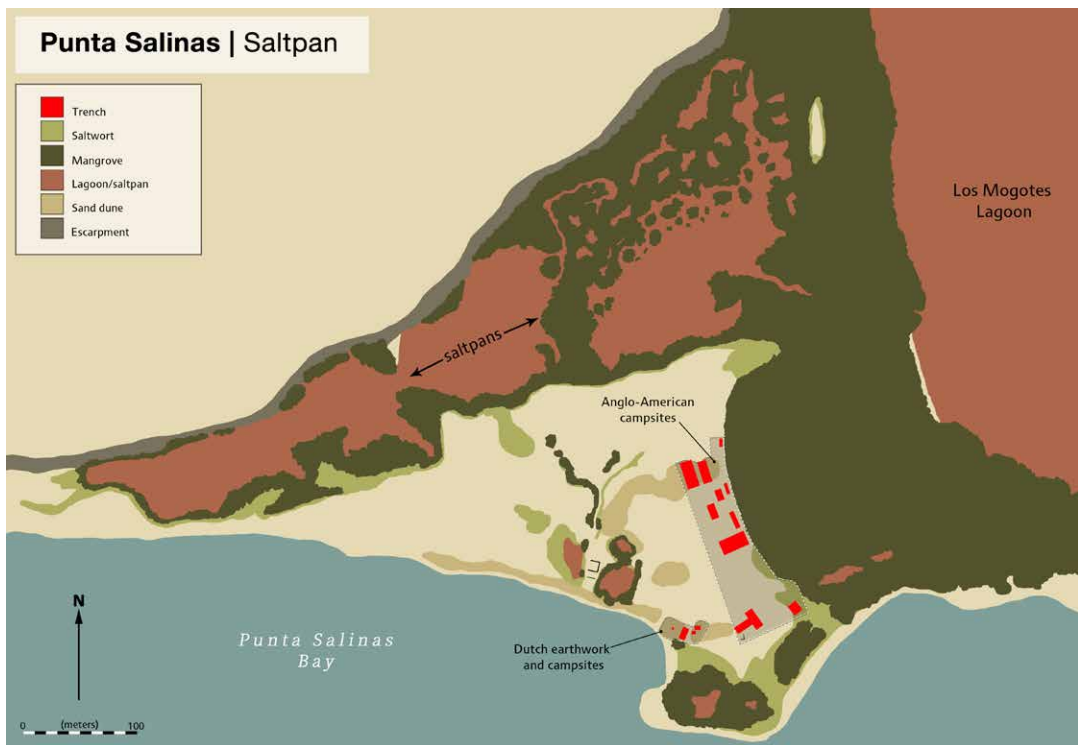 Punta Salinas | Saltpan
Trench
Saltwort
Mangrove
Lagoon/saltpan
Sand dune
Escarpment
Los Mogotes
Lagoon
saltpans
Anglo-American
campsites
Dutch earthwork
and campsites
Punta Salinas
Bay
N
0 (meters) 100